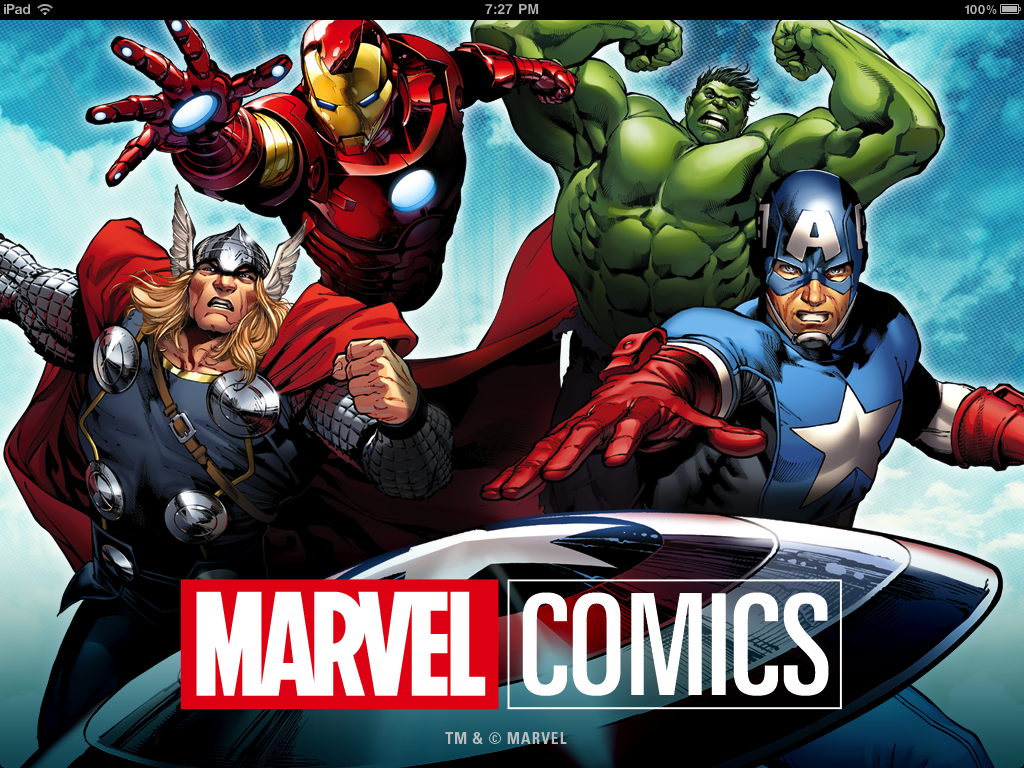 iPad 7:27 PM 100%
A
MARVEL COMICS
TM & © MARVEL